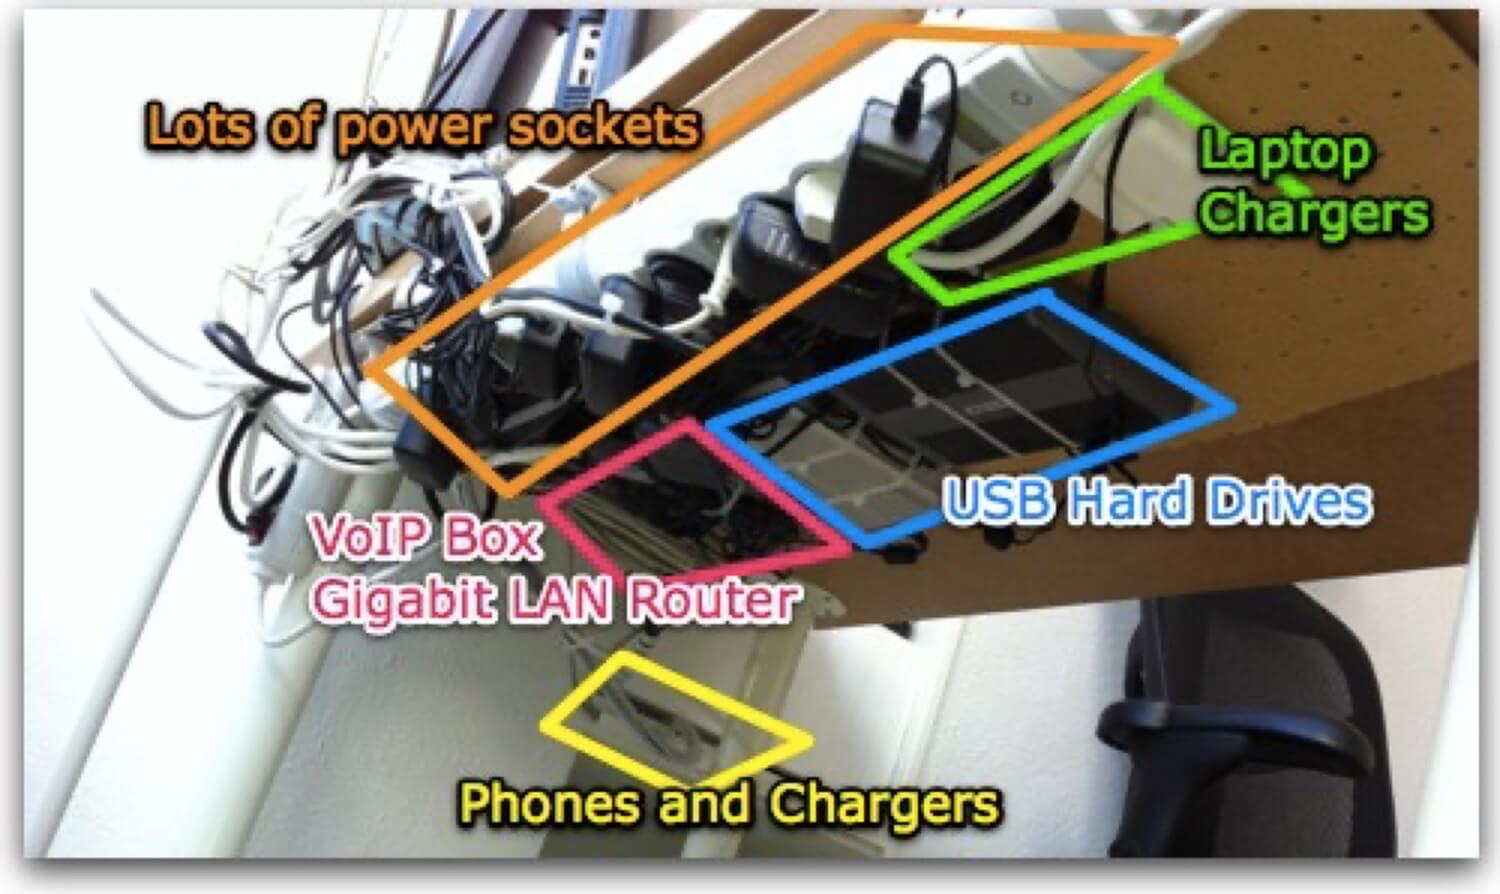 Lots of power sockets
Laptop
Chargers
USB Hard Drives
VoIP Box
Gigabit LAN Router
Phones and Chargers